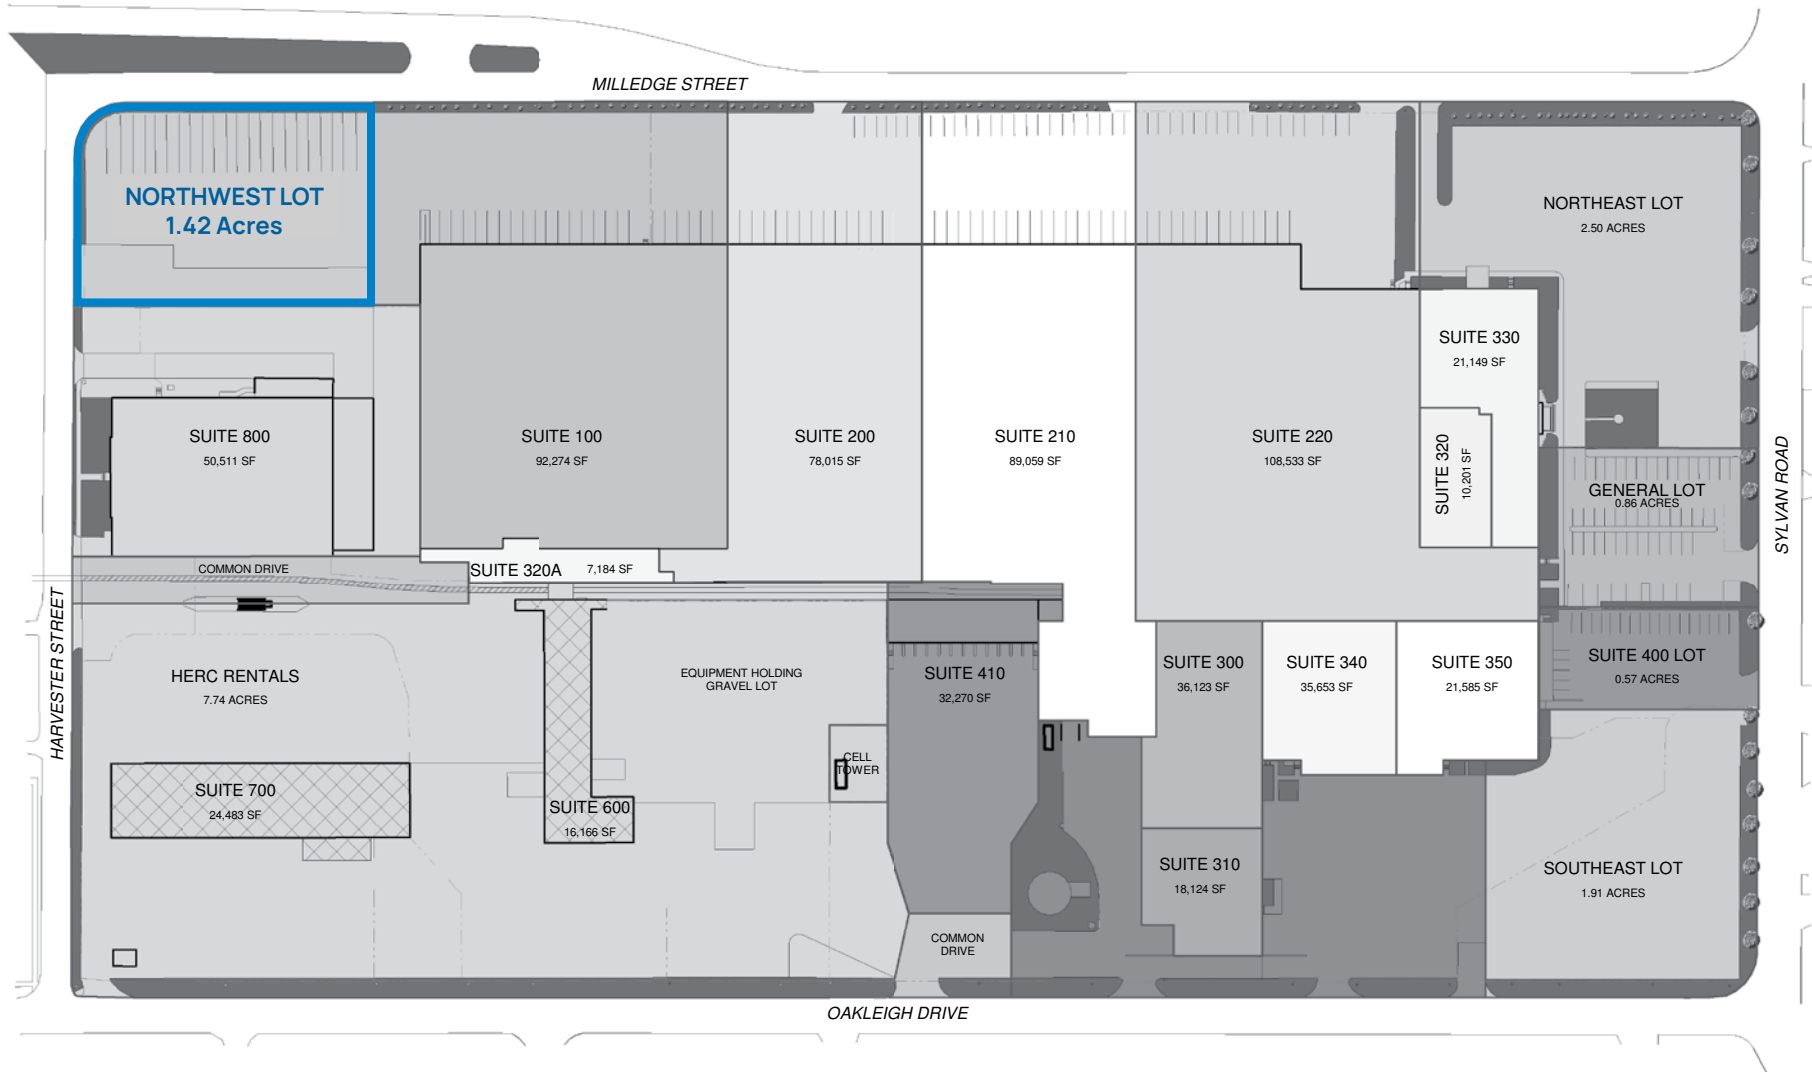 MILLEDGE STREET
NORTHWEST LOT
1.42 Acres
NORTHEAST LOT
2.50 ACRES
SUITE 330
21,149 SF
SUITE 800
50,511 SF
SUITE 100
92,274 SF
SUITE 200
78,015 SF
SUITE 210
89,059 SF
SUITE 220
108,533 SF
SUITE 320
10,201 SF
GENERAL LOT
0.86 ACRES
SYLVAN ROAD
COMMON DRIVE
SUITE 320A
7,184 SF
HARVESTER STREET
HERC RENTALS
7.74 ACRES
EQUIPMENT HOLDING
GRAVEL LOT
SUITE 410
32,270 SF
SUITE 300
36,123 SF
SUITE 340
35,653 SF
SUITE 350
21,585 SF
SUITE 400 LOT
0.57 ACRES
CELL
TOWER
SUITE 700
24,483 SF
SUITE 600
16,166 SF
SUITE 310
18,124 SF
SOUTHEAST LOT
1.91 ACRES
COMMON
DRIVE
OAKLEIGH DRIVE